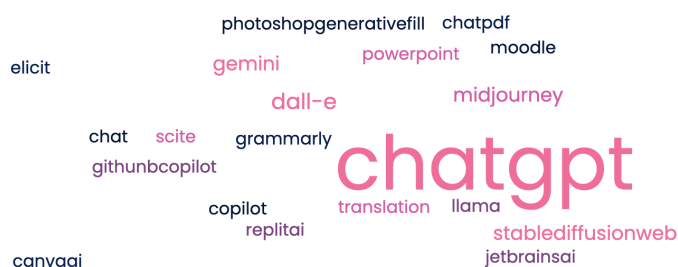 photoshopgenerativefill chatpdf
powerpoint moodle
elicit gemini
dall-e midjourney
chat scite grammarly
chatgpt
githunbcopilot
copilot translation llama
replitai stablediffusionweb
canvaai jetbrainsai